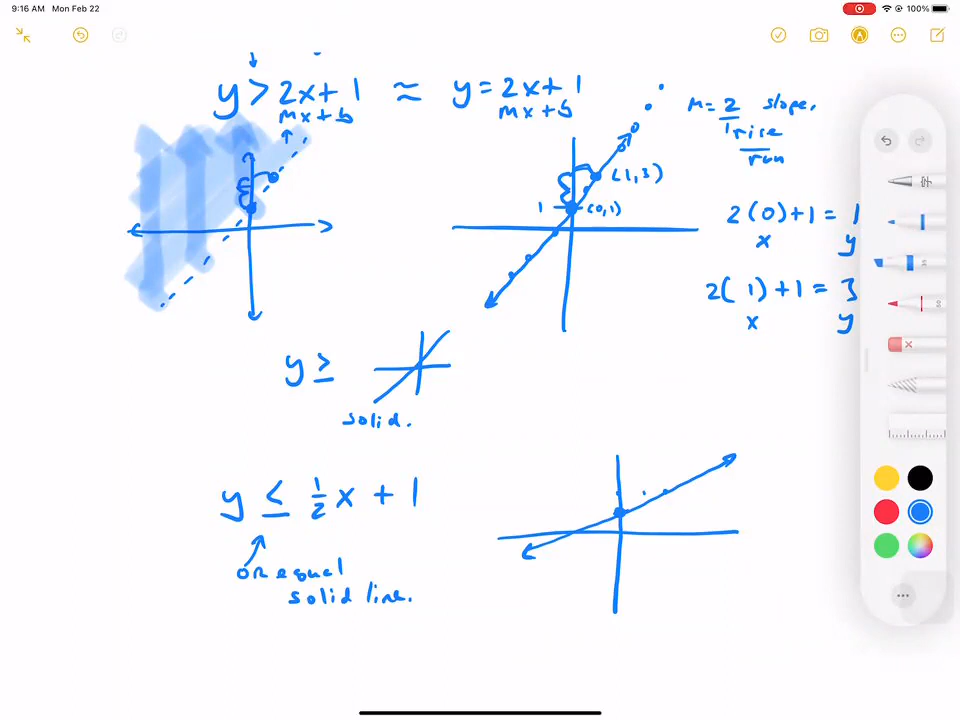 9:16 AM Mon Feb 22
100%
y > 2x + 1 ≈ y = 2x + 1
mx + b
mx + b
m = 2/1 slope.
rise
run
(1,3)
1
(0,1)
2(0)+1 = 1
x y
2(1)+1 = 3
x y
y ≥
solid.
y ≤ 1/2 x + 1
or equal
solid line.